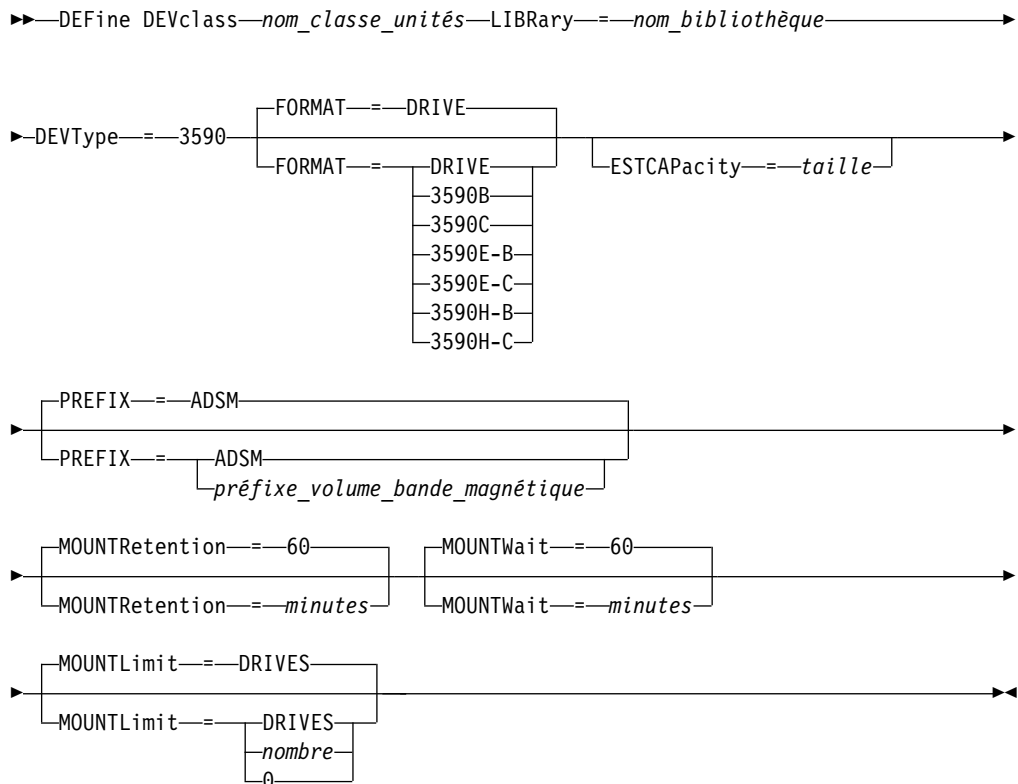 DEFine DEVclass nom_classe_unités LIBRary = nom_bibliothèque
FORMAT = DRIVE
DEVType = 3590
FORMAT = DRIVE
ESTCAPacity = taille
3590B
3590C
3590E-B
3590E-C
3590H-B
3590H-C
PREFIX = ADSM
PREFIX = ADSM
préfixe_volume_bande_magnétique
MOUNTRetention = 60 MOUNTWait = 60
MOUNTRetention = minutes MOUNTWait = minutes
MOUNTLimit = DRIVES
MOUNTLimit = DRIVES
nombre
0